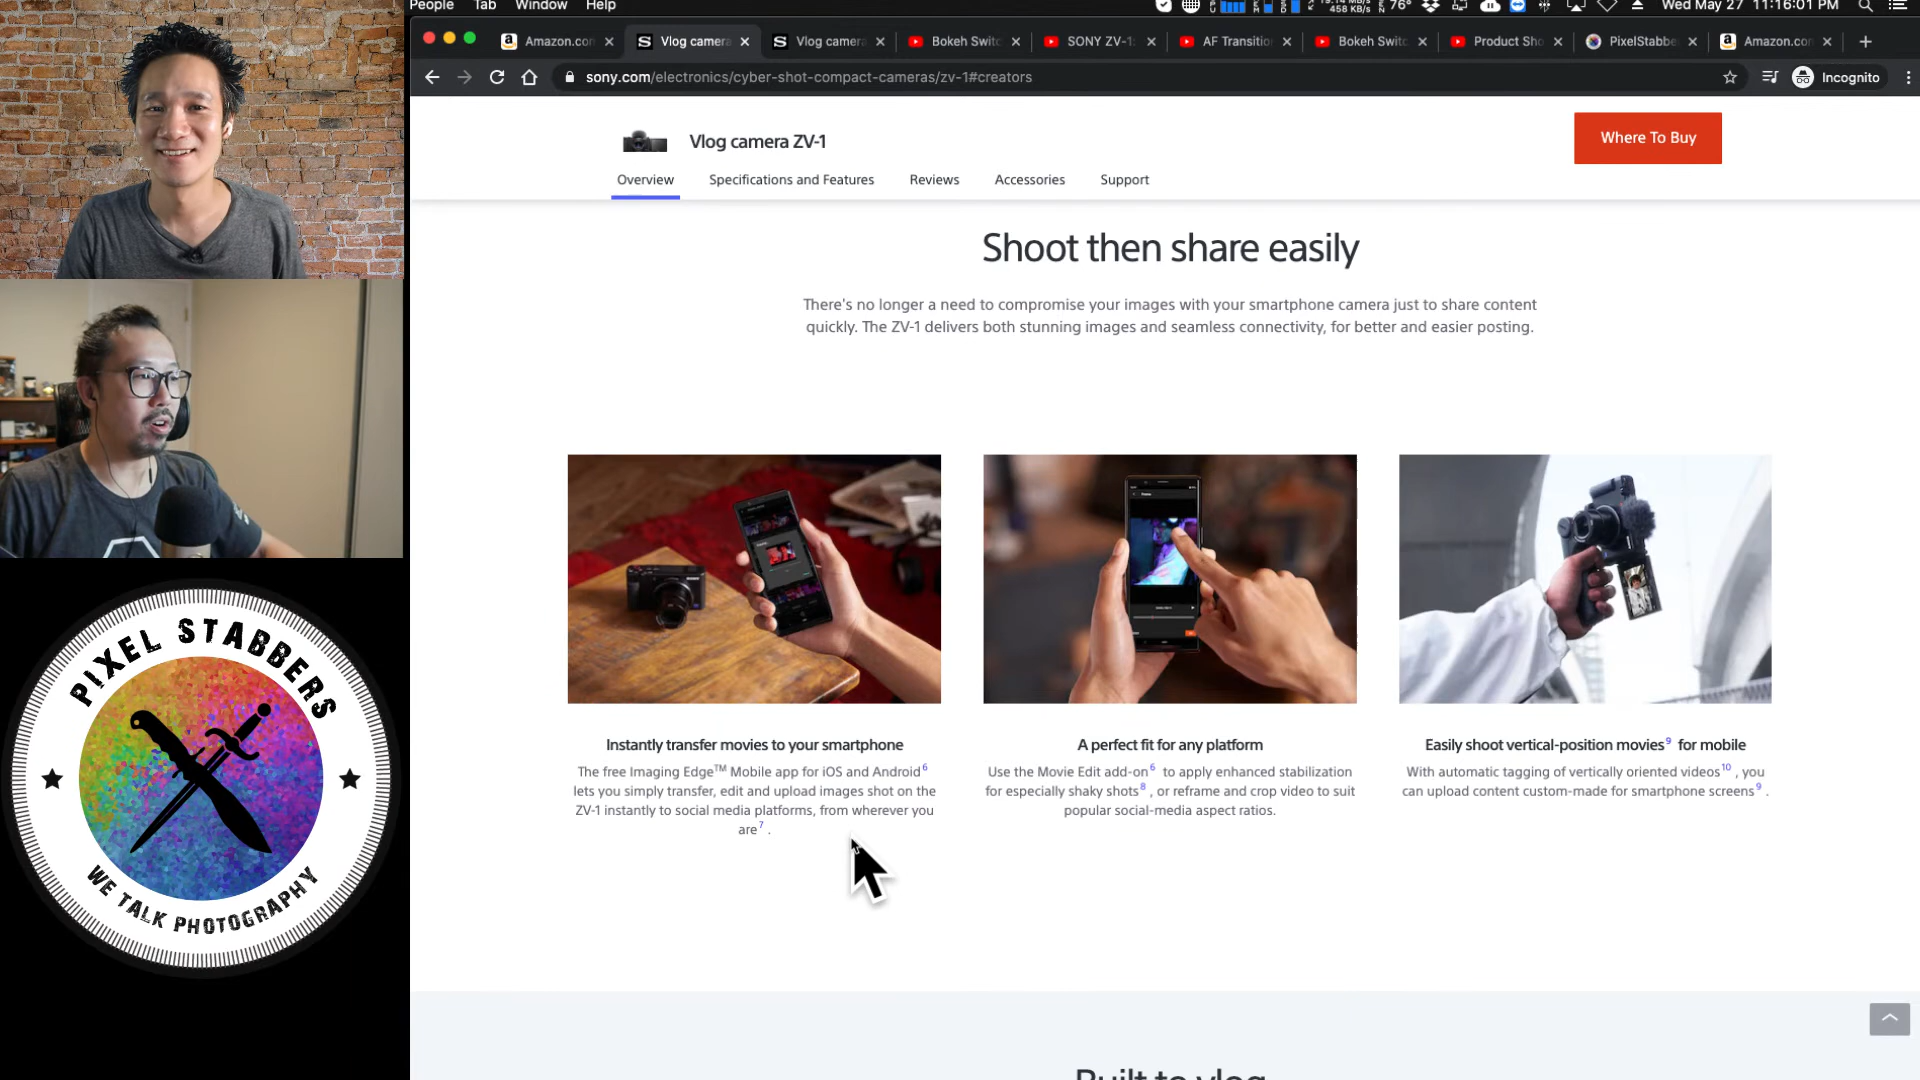 People Tab Window Help
458 KB/s 76° Wed May 27 11:16:01 PM
Amazon.co Vlog camera Vlog camera Bokeh Switc SONY ZV-1 AF Transitio Bokeh Switc Product Sho PixelStabbe Amazon.co
sony.com/electronics/cyber-shot-compact-cameras/zv-1#creators Incognito
Vlog camera ZV-1
Where To Buy
Overview Specifications and Features Reviews Accessories Support
Shoot then share easily
There's no longer a need to compromise your images with your smartphone camera just to share content
quickly. The ZV-1 delivers both stunning images and seamless connectivity, for better and easier posting.
Instantly transfer movies to your smartphone
The free Imaging Edge™ Mobile app for iOS and Android6
lets you simply transfer, edit and upload images shot on the
ZV-1 instantly to social media platforms, from wherever you
are7 .
A perfect fit for any platform
Use the Movie Edit add-on6 to apply enhanced stabilization
for especially shaky shots8 , or reframe and crop video to suit
popular social-media aspect ratios.
Easily shoot vertical-position movies9 for mobile
With automatic tagging of vertically oriented videos10 , you
can upload content custom-made for smartphone screens9 .
Built to vlog
PIXEL STABBERS
WE TALK PHOTOGRAPHY